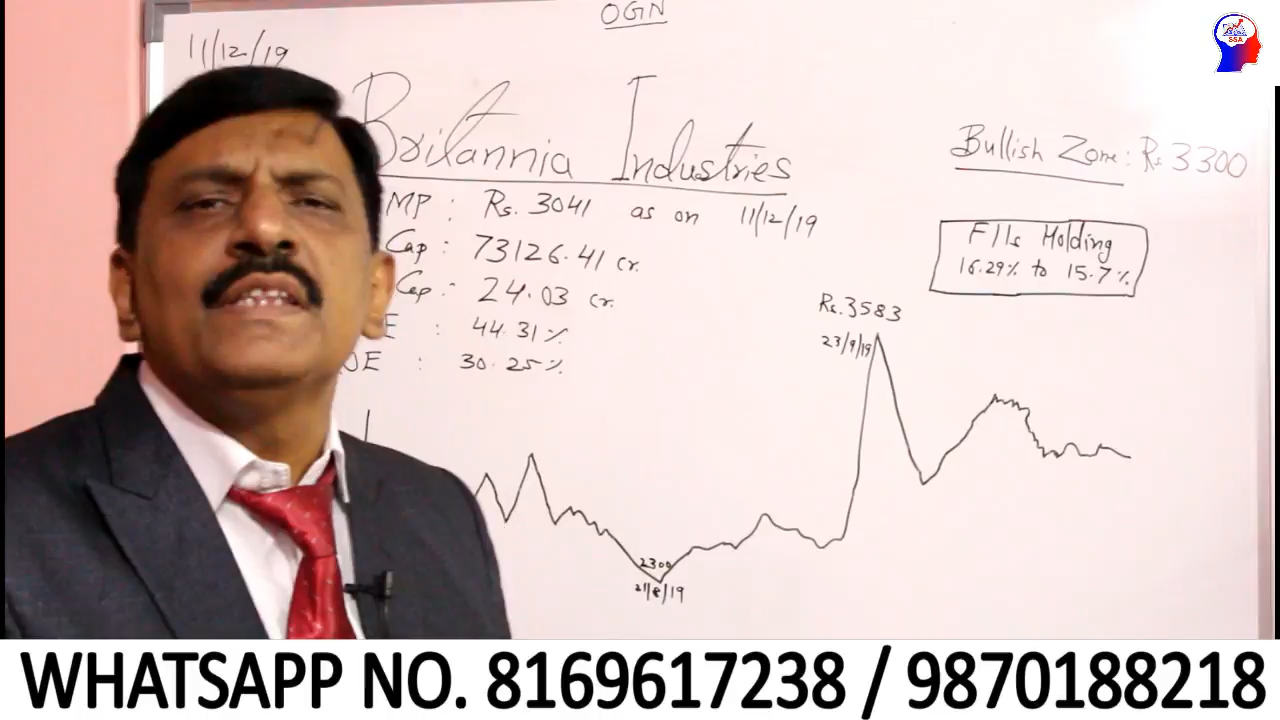 OGN
11/12/19
Britannia Industries
MP : Rs. 3041 as on 11/12/19
Cap : 73126.41 cr.
Cap : 24.03 cr.
E : 44.31%
OE : 30.25%
Bullish Zone : Rs 3300
FIIs Holding
16.29% to 15.7%
Rs. 3583
23/9/19
2300
21/8/19
SSA
WHATSAPP NO. 8169617238 / 9870188218